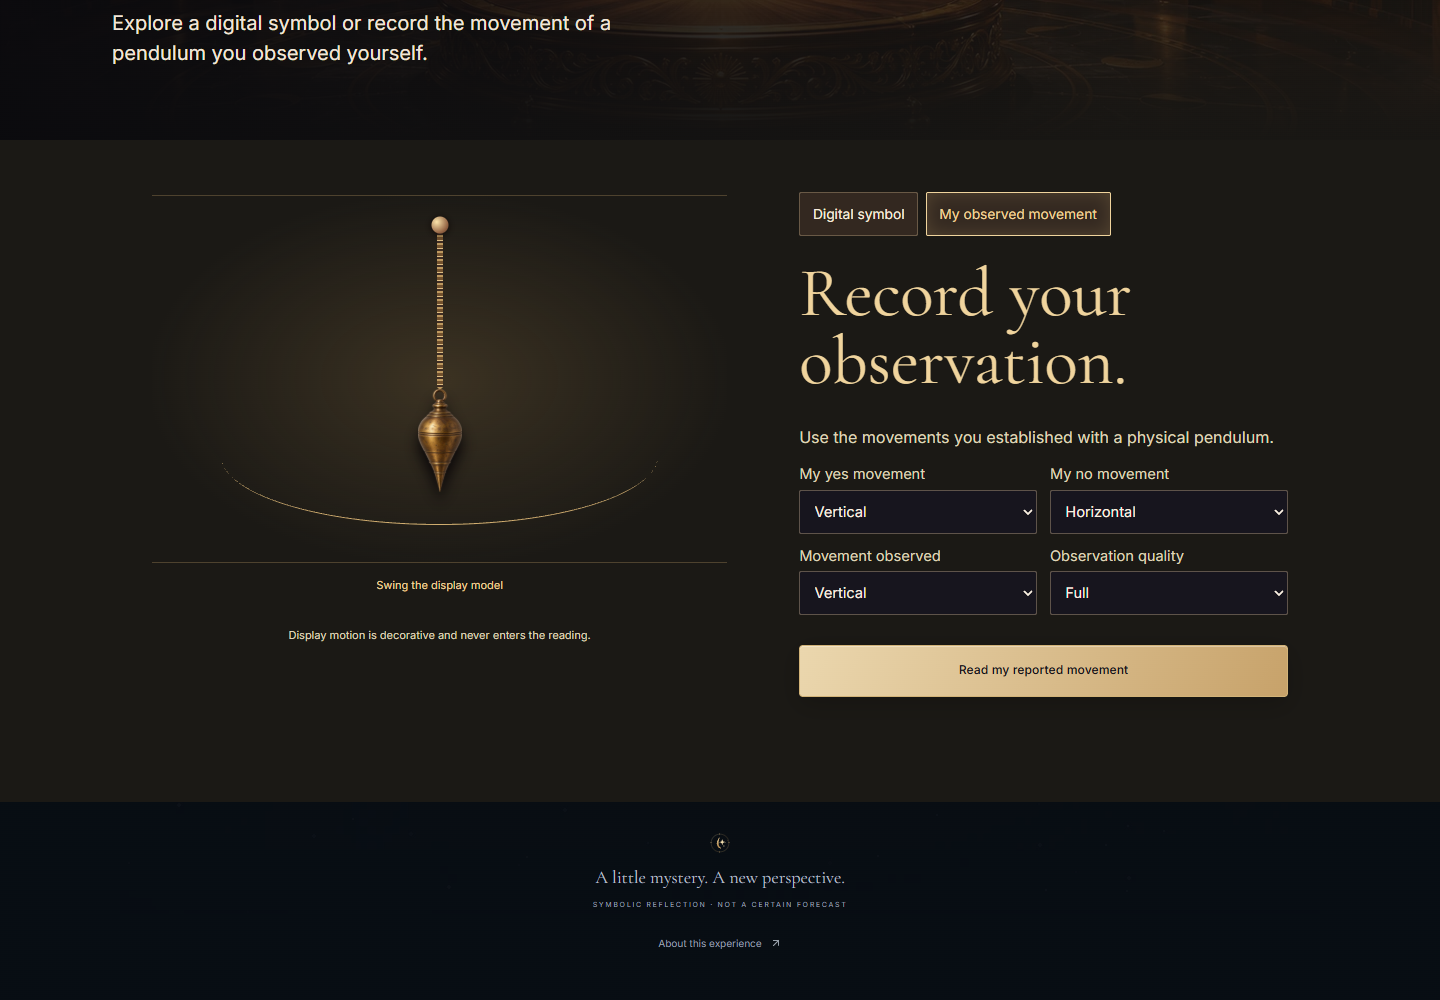 Explore a digital symbol or record the movement of a
pendulum you observed yourself.
Swing the display model
Display motion is decorative and never enters the reading.
Digital symbol
My observed movement
Record your
observation.
Use the movements you established with a physical pendulum.
My yes movement
Vertical
My no movement
Horizontal
Movement observed
Vertical
Observation quality
Full
Read my reported movement
A little mystery. A new perspective.
SYMBOLIC REFLECTION · NOT A CERTAIN FORECAST
About this experience